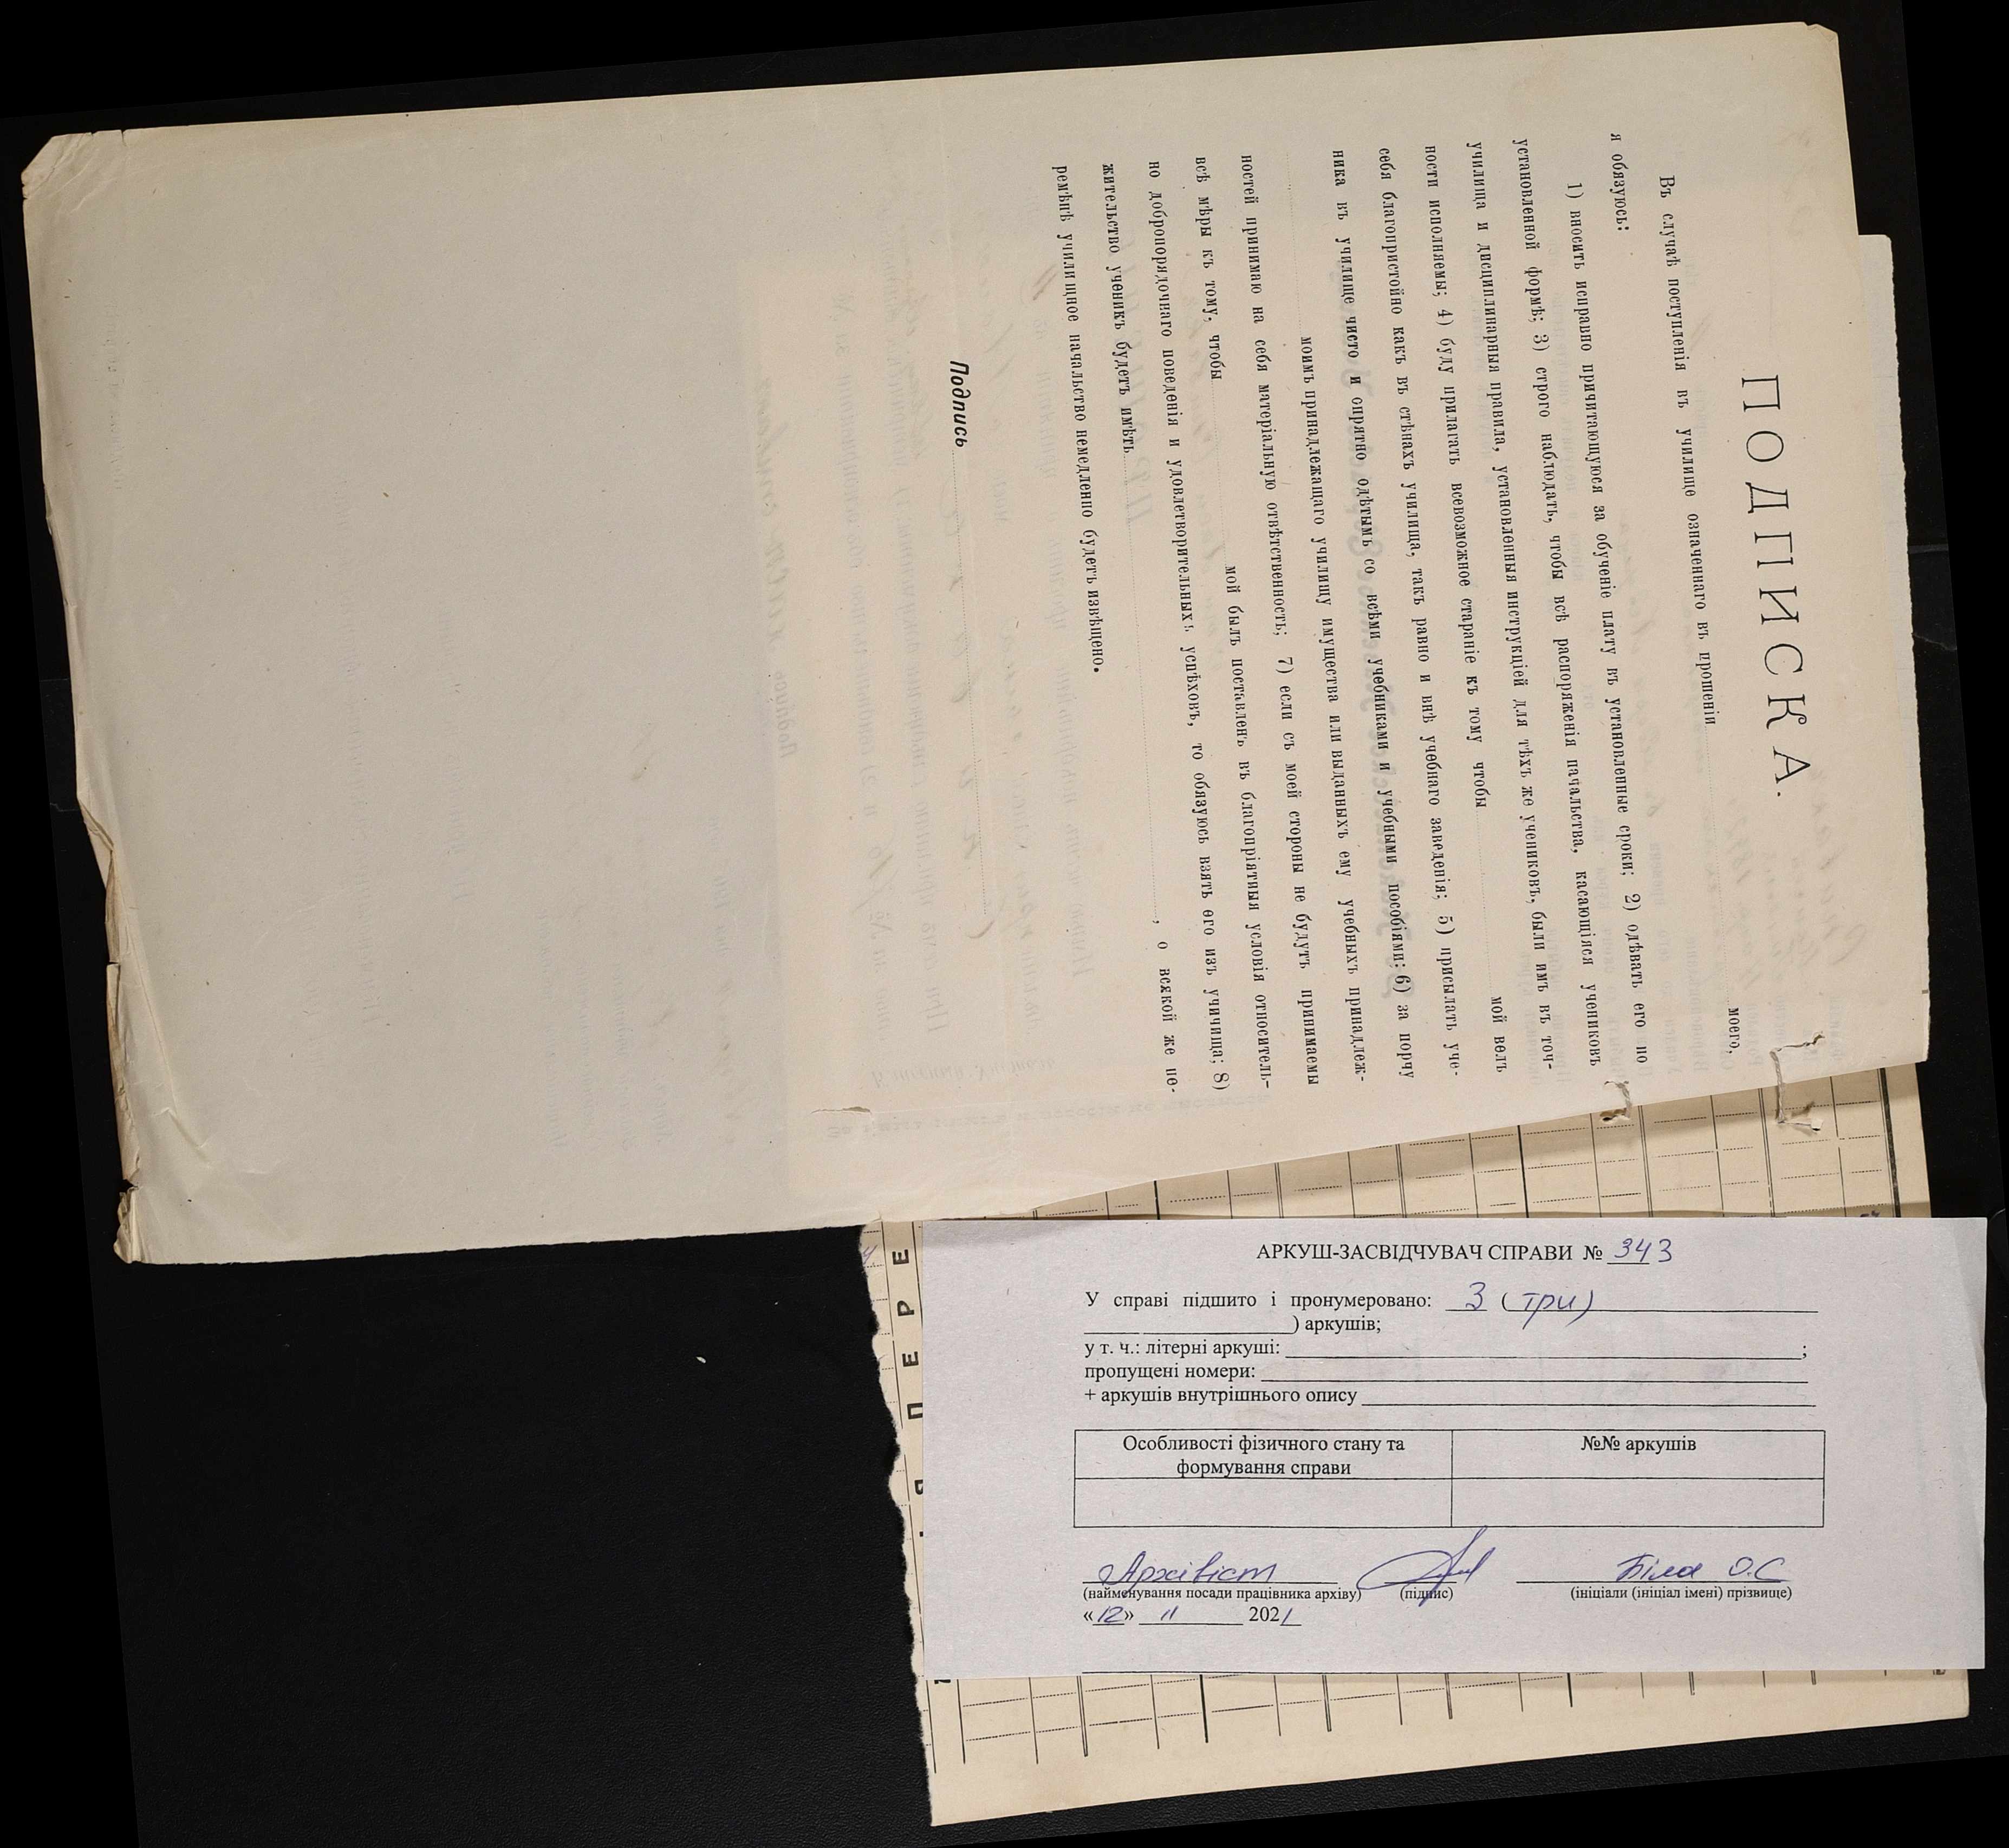 ПОДПИСКА.
Въ случаѣ поступленія въ училище означеннаго въ прошеніи моего,
я обязуюсь:
1) вносить исправно причитающуюся за обученіе плату въ установленные сроки; 2) одѣвать его по
установленной формѣ; 3) строго наблюдать, чтобы всѣ распоряженія начальства, касающіяся учениковъ
училища и дисциплинарныя правила, установленныя инструкціей для тѣхъ же учениковъ, были имъ въ точ-
ности исполняемы; 4) буду прилагать всевозможное стараніе къ тому чтобы мой велъ
себя благопристойно какъ въ стѣнахъ училища, такъ равно и внѣ учебнаго заведенія; 5) присылать уче-
ника въ училище чисто и опрятно одѣтымъ со всѣми учебниками и учебными пособіями; 6) за порчу
моимъ принадлежащаго училищу имущества или выданныхъ ему учебныхъ принадлеж-
ностей принимаю на себя матеріальную отвѣтственность; 7) если съ моей стороны не будутъ принимаемы
всѣ мѣры къ тому, чтобы мой былъ поставленъ въ благопріятныя условія относитель-
но добропорядочнаго поведенія и удовлетворительныхъ успѣховъ, то обязуюсь взять его изъ учичища; 8)
жительство ученикъ будетъ имѣть , о всякой же пе-
ремѣнѣ училищное начальство немедленно будетъ извѣщено.
Подпись
ПЕРЕ
АРКУШ-ЗАСВІДЧУВАЧ СПРАВИ № 343
У справі підшито і пронумеровано: 3 (три)
) аркушів;
у т. ч.: літерні аркуші: ;
пропущені номери:
+ аркушів внутрішнього опису
Особливості фізичного стану та формування справи
№№ аркушів
Архівіст Біла О.С
(найменування посади працівника архіву) (підпис) (ініціали (ініціал імені) прізвище)
«12» 11 2021